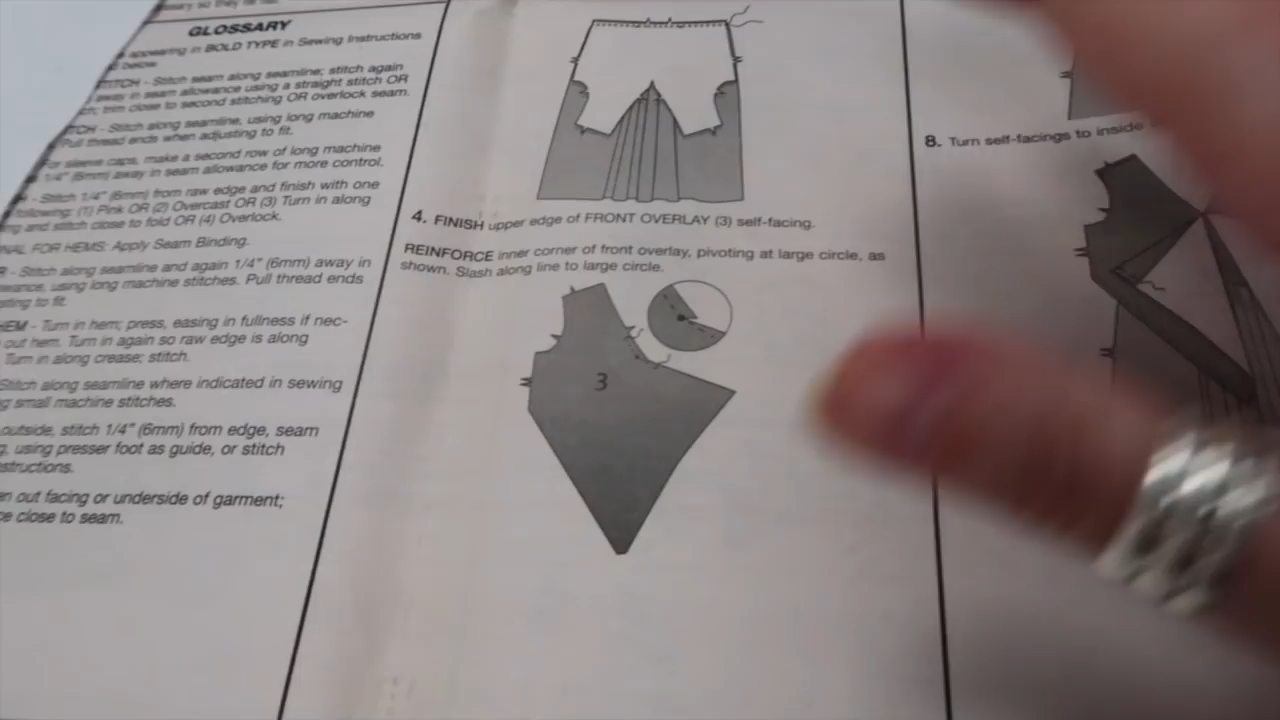 GLOSSARY
appearing in BOLD TYPE in Sewing Instructions
below
- Stitch seam along seamline; stitch again
away in seam allowance using a straight stitch OR
trim close to second stitching OR overlock seam.
- Stitch along seamline, using long machine
Pull thread ends when adjusting to fit.
For sleeve caps, make a second row of long machine
1/4" (6mm) away in seam allowance for more control.
- Stitch 1/4" (6mm) from raw edge and finish with one
following: (1) Pink OR (2) Overcast OR (3) Turn in along
and stitch close to fold OR (4) Overlock.
FOR HEMS: Apply Seam Binding.
- Stitch along seamline and again 1/4" (6mm) away in
using long machine stitches. Pull thread ends
to fit.
HEM - Turn in hem; press, easing in fullness if nec-
out hem. Turn in again so raw edge is along
Turn in along crease; stitch.
Stitch along seamline where indicated in sewing
small machine stitches.
outside, stitch 1/4" (6mm) from edge, seam
using presser foot as guide, or stitch
out facing or underside of garment;
close to seam.
4. FINISH upper edge of FRONT OVERLAY (3) self-facing.
REINFORCE inner corner of front overlay, pivoting at large circle, as
shown. Slash along line to large circle.
3
8. Turn self-facings to inside